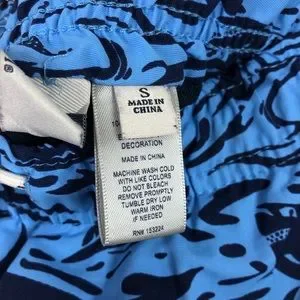 S
MADE IN
CHINA
DECORATION
MADE IN CHINA
MACHINE WASH COLD
WITH LIKE COLORS
DO NOT BLEACH
REMOVE PROMPTLY
TUMBLE DRY LOW
WARM IRON
IF NEEDED
RN# 153224